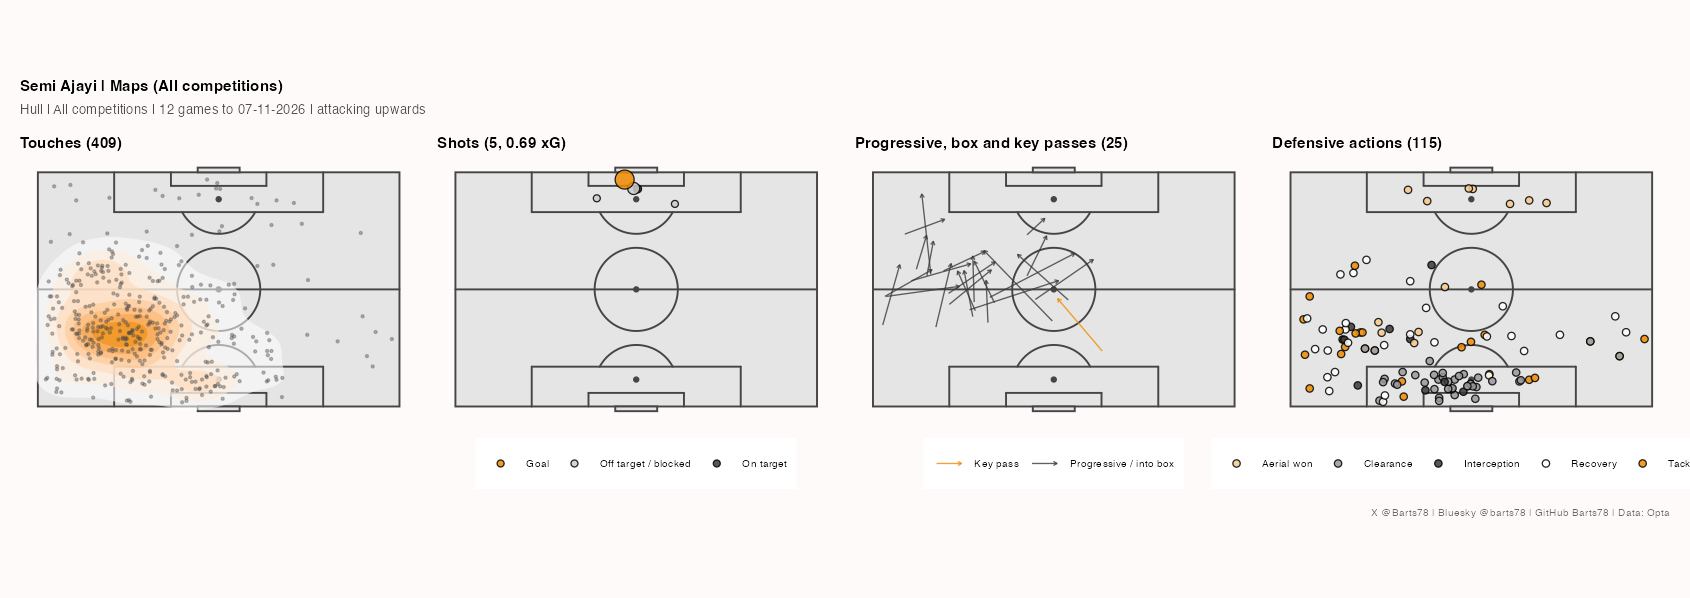 Semi Ajayi | Maps (All competitions)
Hull | All competitions | 12 games to 07-11-2026 | attacking upwards
Touches (409)
Shots (5, 0.69 xG)
Progressive, box and key passes (25)
Defensive actions (115)
Goal
Off target / blocked
On target
Key pass
Progressive / into box
Aerial won
Clearance
Interception
Recovery
Tack
X @Barts78 | Bluesky @barts78 | GitHub Barts78 | Data: Opta